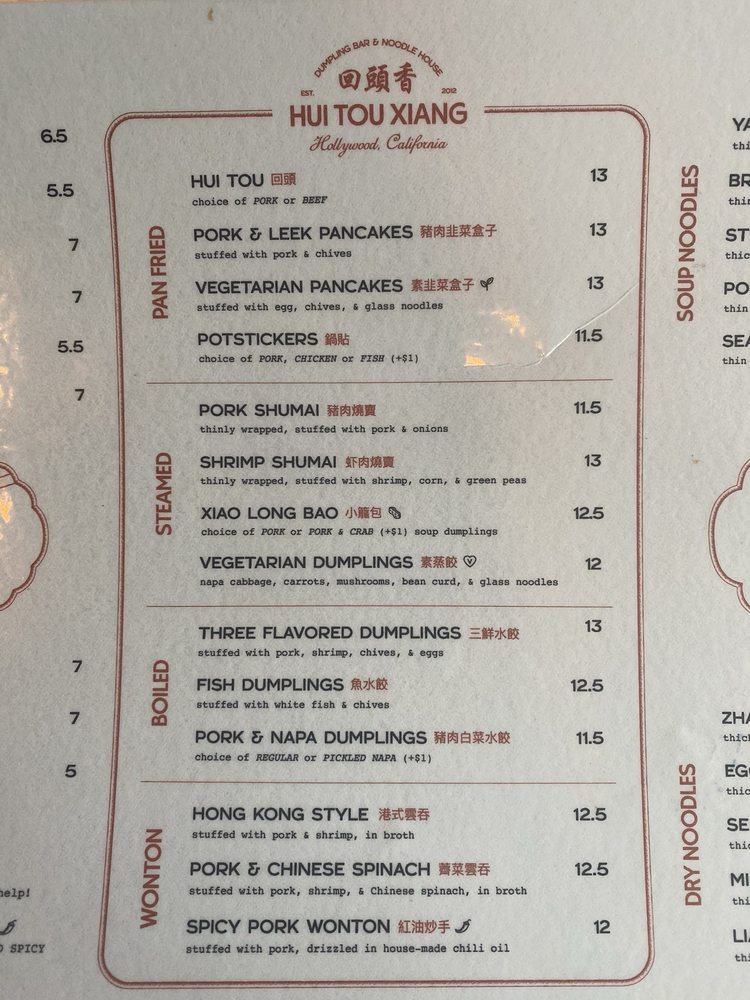 DUMPLING BAR & NOODLE HOUSE
回頭香
EST. 2012
HUI TOU XIANG
Hollywood, California
6.5
5.5
7
7
5.5
7
7
7
5
help!
SPICY
PAN FRIED
HUI TOU 回頭 13
choice of PORK or BEEF
PORK & LEEK PANCAKES 豬肉韭菜盒子 13
stuffed with pork & chives
VEGETARIAN PANCAKES 素韭菜盒子 13
stuffed with egg, chives, & glass noodles
POTSTICKERS 鍋貼 11.5
choice of PORK, CHICKEN or FISH (+$1)
STEAMED
PORK SHUMAI 豬肉燒賣 11.5
thinly wrapped, stuffed with pork & onions
SHRIMP SHUMAI 虾肉燒賣 13
thinly wrapped, stuffed with shrimp, corn, & green peas
XIAO LONG BAO 小籠包 12.5
choice of PORK or PORK & CRAB (+$1) soup dumplings
VEGETARIAN DUMPLINGS 素蒸餃 12
napa cabbage, carrots, mushrooms, bean curd, & glass noodles
BOILED
THREE FLAVORED DUMPLINGS 三鮮水餃 13
stuffed with pork, shrimp, chives, & eggs
FISH DUMPLINGS 魚水餃 12.5
stuffed with white fish & chives
PORK & NAPA DUMPLINGS 豬肉白菜水餃 11.5
choice of REGULAR or PICKLED NAPA (+$1)
WONTON
HONG KONG STYLE 港式雲吞 12.5
stuffed with pork & shrimp, in broth
PORK & CHINESE SPINACH 薺菜雲吞 12.5
stuffed with pork, shrimp, & Chinese spinach, in broth
SPICY PORK WONTON 紅油炒手 12
stuffed with pork, drizzled in house-made chili oil
SOUP NOODLES
DRY NOODLES